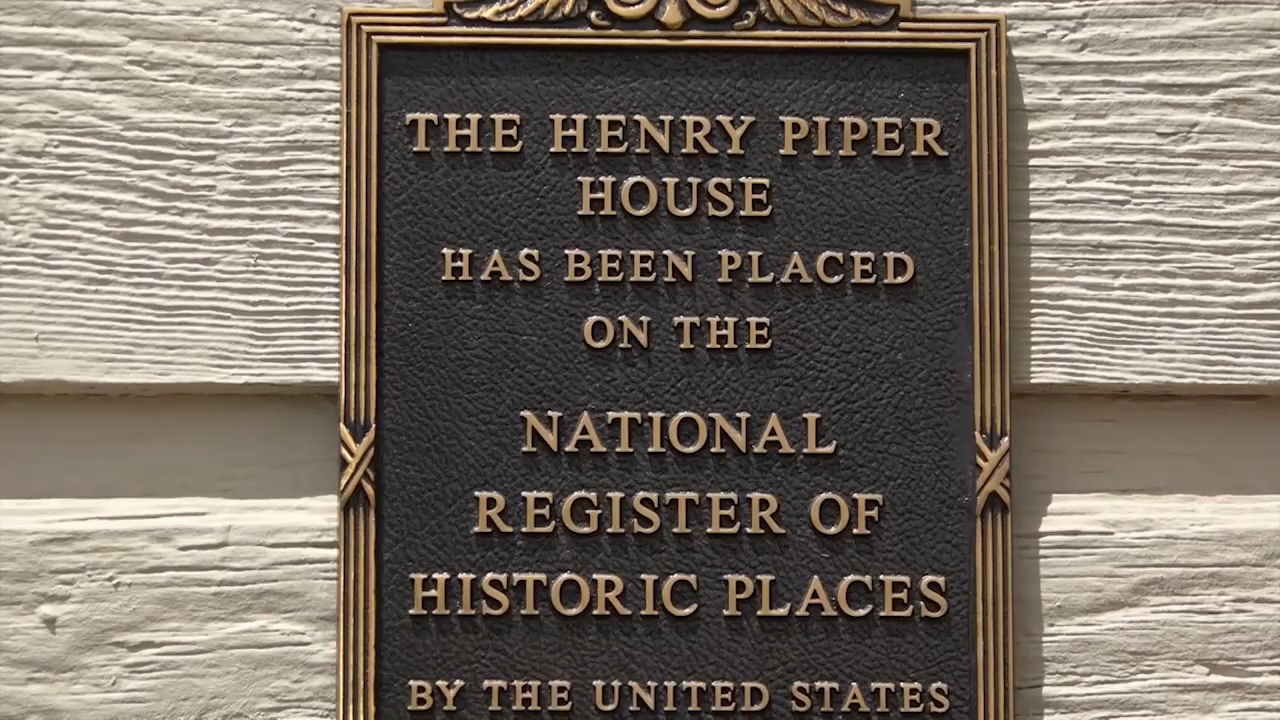 THE HENRY PIPER
HOUSE
HAS BEEN PLACED
ON THE
NATIONAL
REGISTER OF
HISTORIC PLACES
BY THE UNITED STATES